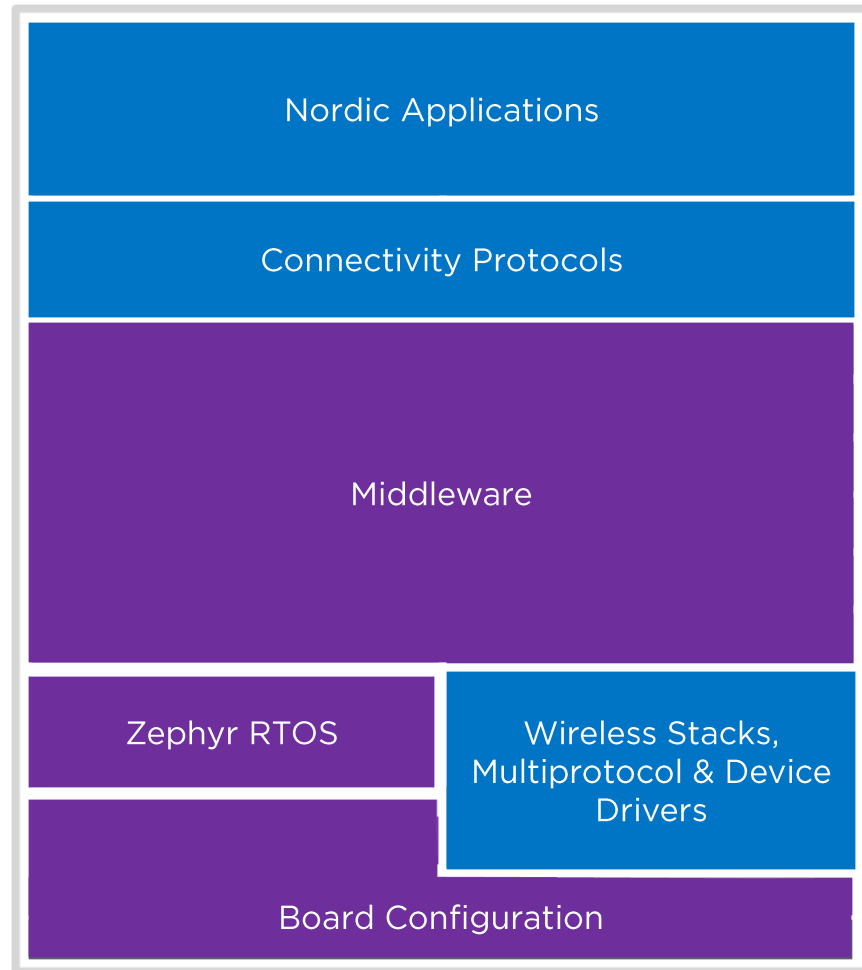 Nordic Applications
Connectivity Protocols
Middleware
Zephyr RTOS
Wireless Stacks,
Multiprotocol & Device
Drivers
Board Configuration